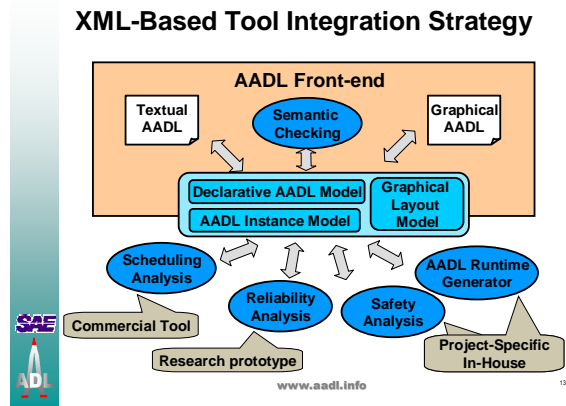 XML-Based Tool Integration Strategy
AADL Front-end
Textual
AADL
Semantic
Checking
Graphical
AADL
Declarative AADL Model
AADL Instance Model
Graphical
Layout
Model
Scheduling
Analysis
Reliability
Analysis
Safety
Analysis
AADL Runtime
Generator
Commercial Tool
Research prototype
Project-Specific
In-House
SAE
ADL
www.aadl.info
13